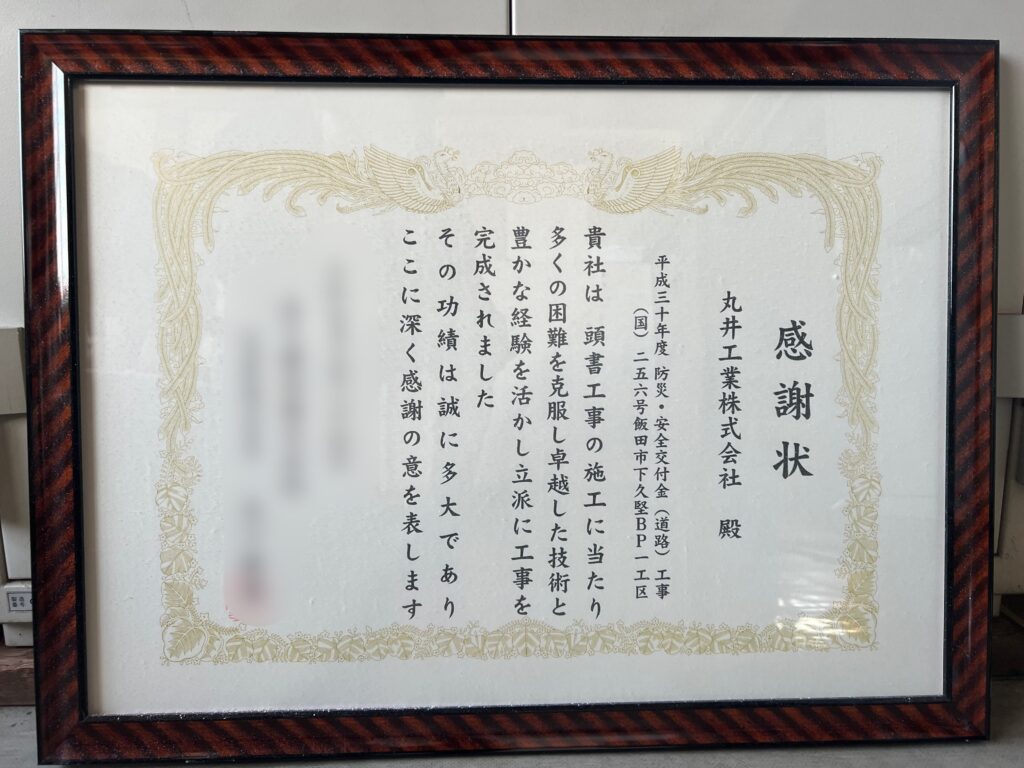 感謝状
丸井工業株式会社 殿
平成三十年度 防災・安全交付金（道路）工事
（国）二五六号飯田市下久堅ＢＰ一工区
貴社は 頭書工事の施工に当たり
多くの困難を克服し卓越した技術と
豊かな経験を活かし立派に工事を
完成されました
その功績は誠に多大であり
ここに深く感謝の意を表します